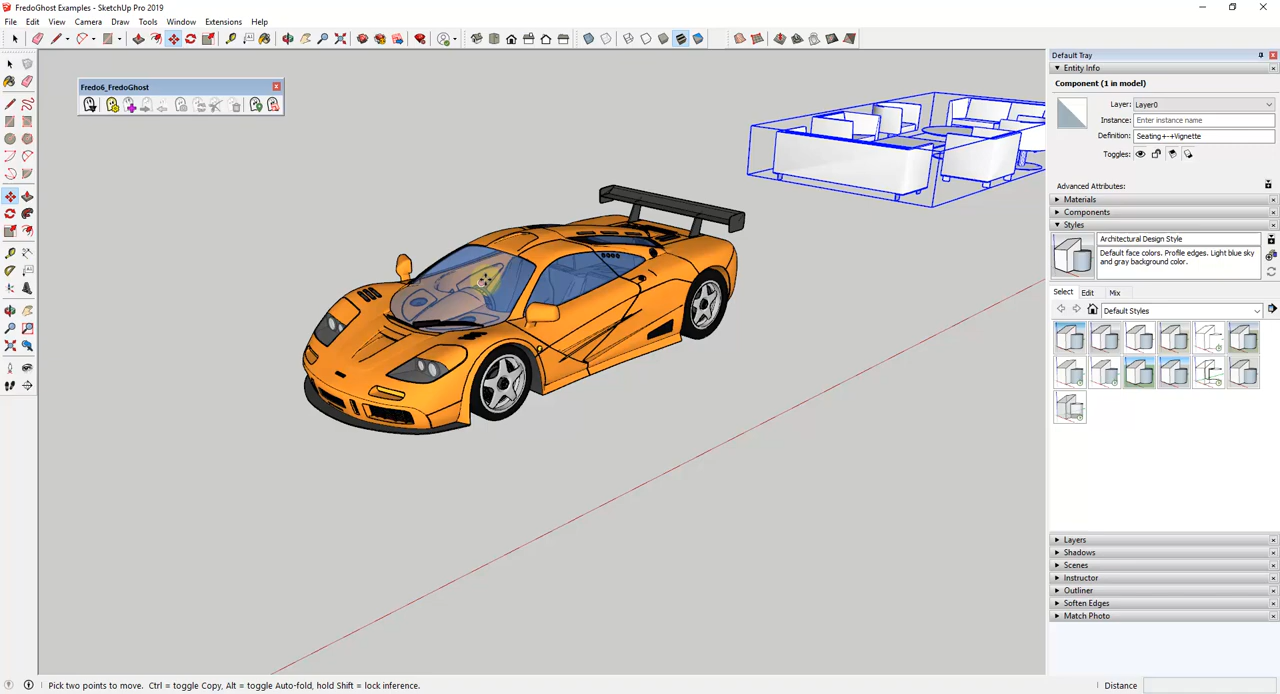 FredoGhost Examples - SketchUp Pro 2019
File Edit View Camera Draw Tools Window Extensions Help
Fredo6_FredoGhost
Default Tray
Entity Info
Component (1 in model)
Layer: Layer0
Instance: Enter instance name
Definition: Seating+-+Vignette
Toggles:
Advanced Attributes:
Materials
Components
Styles
Architectural Design Style
Default face colors. Profile edges. Light blue sky
and gray background color.
Select Edit Mix
Default Styles
Layers
Shadows
Scenes
Instructor
Outliner
Soften Edges
Match Photo
Pick two points to move. Ctrl = toggle Copy, Alt = toggle Auto-fold, hold Shift = lock inference.
Distance